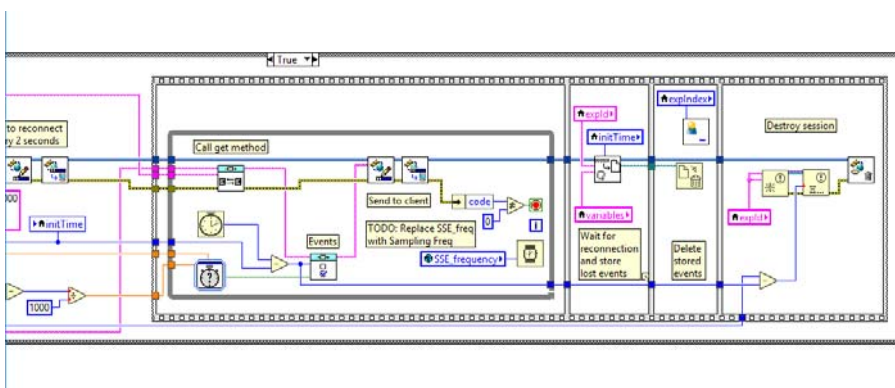 True
to reconnect
ry 2 seconds
000
initTime
1000
Call get method
Events
Send to client
code
0
i
TODO: Replace SSE_freq
with Sampling Freq
SSE_frequency
expId
initTime
variables
Wait for
reconnection
and store
lost events
expIndex
Delete
stored
events
Destroy session
expId